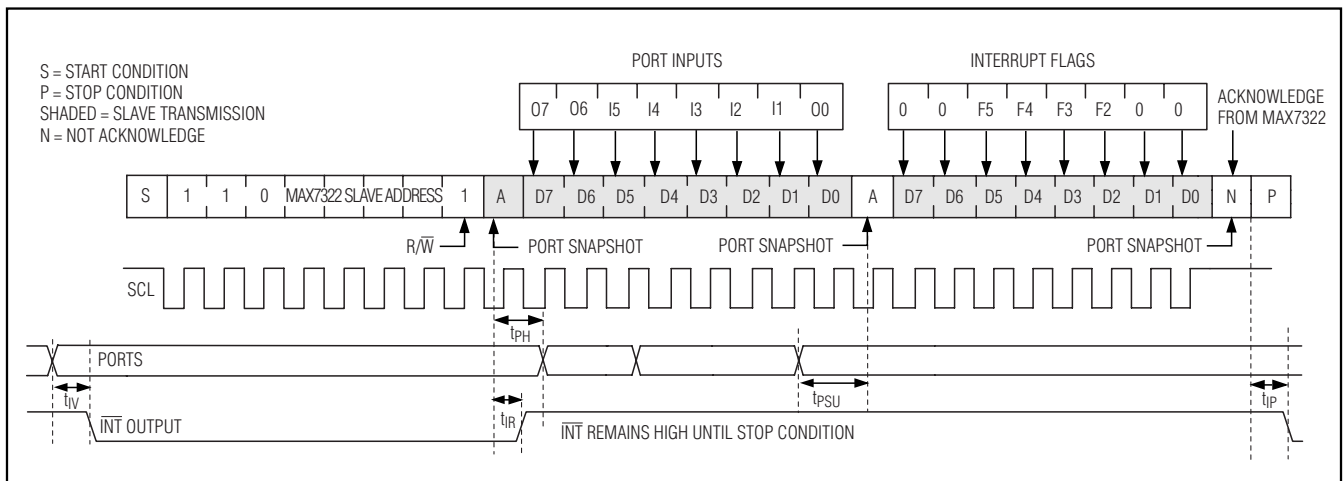 S = START CONDITION
P = STOP CONDITION
SHADED = SLAVE TRANSMISSION
N = NOT ACKNOWLEDGE
PORT INPUTS
INTERRUPT FLAGS
O7 O6 I5 I4 I3 I2 I1 O0
0 0 F5 F4 F3 F2 0 0
ACKNOWLEDGE
FROM MAX7322
S 1 1 0 MAX7322 SLAVE ADDRESS 1 A D7 D6 D5 D4 D3 D2 D1 D0 A D7 D6 D5 D4 D3 D2 D1 D0 N P
R/W̅ PORT SNAPSHOT PORT SNAPSHOT PORT SNAPSHOT
SCL
tPH
PORTS
tIV
tIR
tPSU
tIP
I̅N̅T̅ OUTPUT
I̅N̅T̅ REMAINS HIGH UNTIL STOP CONDITION